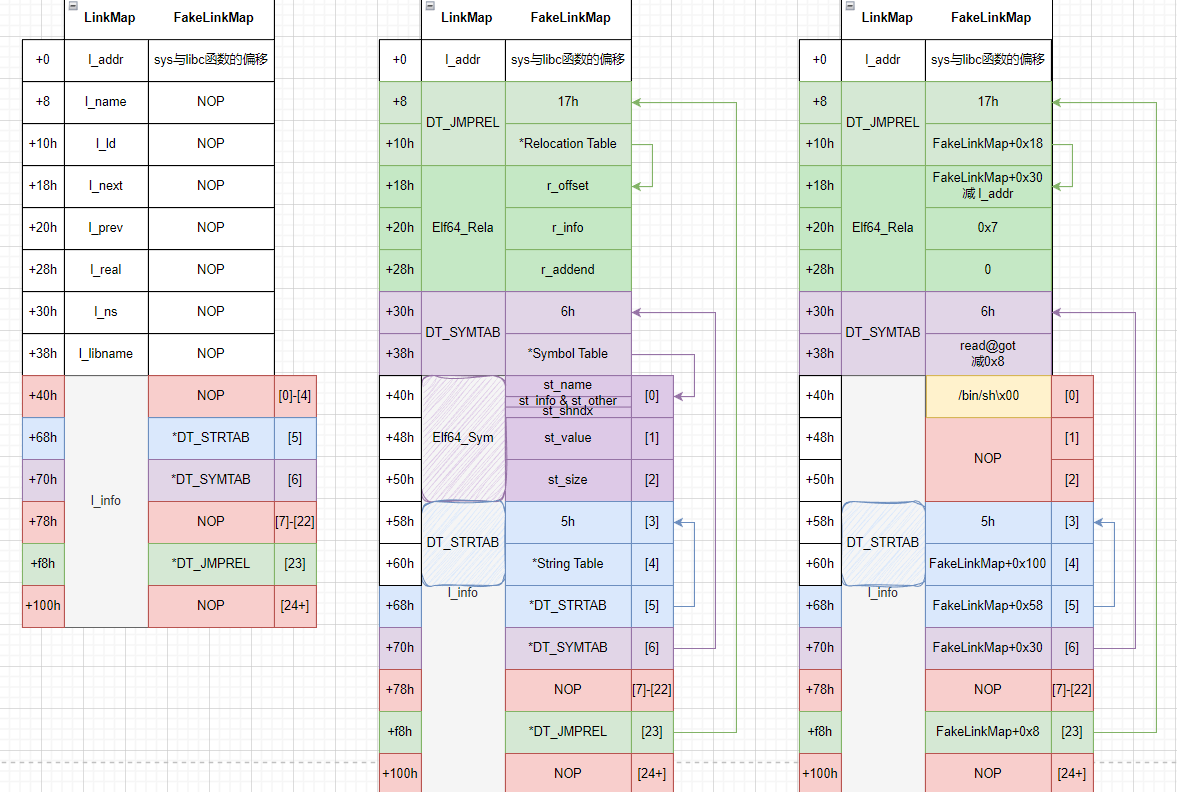 LinkMap FakeLinkMap
+0 l_addr sys与libc函数的偏移
+8 l_name NOP
+10h l_ld NOP
+18h l_next NOP
+20h l_prev NOP
+28h l_real NOP
+30h l_ns NOP
+38h l_libname NOP
+40h NOP [0]-[4]
+68h *DT_STRTAB [5]
+70h *DT_SYMTAB [6]
l_info
+78h NOP [7]-[22]
+f8h *DT_JMPREL [23]
+100h NOP [24+]
LinkMap FakeLinkMap
+0 l_addr sys与libc函数的偏移
+8 17h
DT_JMPREL
+10h *Relocation Table
+18h r_offset
+20h Elf64_Rela r_info
+28h r_addend
+30h 6h
DT_SYMTAB
+38h *Symbol Table
+40h st_name [0]
st_info & st_other
st_shndx
+48h Elf64_Sym st_value [1]
+50h st_size [2]
+58h 5h [3]
DT_STRTAB
+60h *String Table [4]
l_info
+68h *DT_STRTAB [5]
+70h *DT_SYMTAB [6]
+78h NOP [7]-[22]
+f8h *DT_JMPREL [23]
+100h NOP [24+]
LinkMap FakeLinkMap
+0 l_addr sys与libc函数的偏移
+8 17h
DT_JMPREL
+10h FakeLinkMap+0x18
+18h FakeLinkMap+0x30
减 l_addr
+20h Elf64_Rela 0x7
+28h 0
+30h 6h
DT_SYMTAB
+38h read@got
减0x8
+40h /bin/sh\x00 [0]
+48h [1]
NOP
+50h [2]
+58h 5h [3]
DT_STRTAB
+60h FakeLinkMap+0x100 [4]
l_info
+68h FakeLinkMap+0x58 [5]
+70h FakeLinkMap+0x30 [6]
+78h NOP [7]-[22]
+f8h FakeLinkMap+0x8 [23]
+100h NOP [24+]